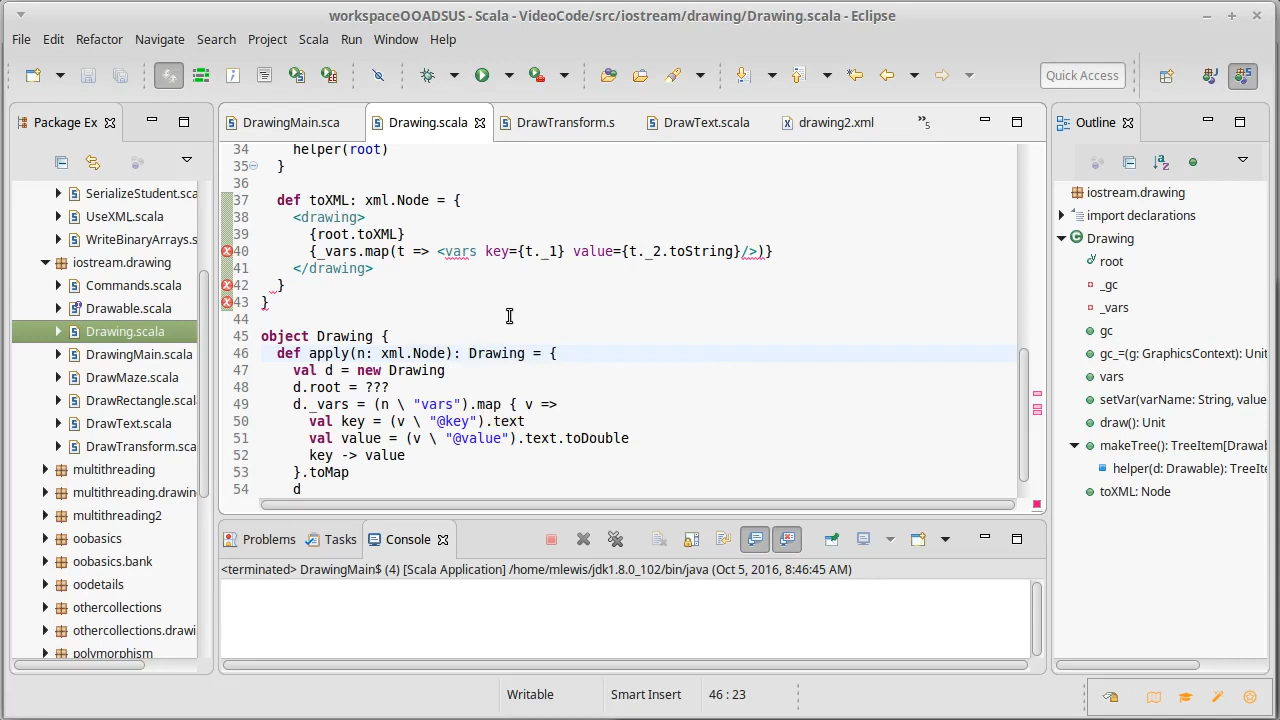 workspaceOOADSUS - Scala - VideoCode/src/iostream/drawing/Drawing.scala - Eclipse
File Edit Refactor Navigate Search Project Scala Run Window Help
Quick Access
Package Ex
SerializeStudent.sca
UseXML.scala
WriteBinaryArrays.s
iostream.drawing
Commands.scala
Drawable.scala
Drawing.scala
DrawingMain.scala
DrawMaze.scala
DrawRectangle.scal
DrawText.scala
DrawTransform.sca
multithreading
multithreading.drawin
multithreading2
oobasics
oobasics.bank
oodetails
othercollections
othercollections.drawi
polymorphism
DrawingMain.sca Drawing.scala DrawTransform.s DrawText.scala drawing2.xml »5
34 helper(root)
35 }
36
37 def toXML: xml.Node = {
38 <drawing>
39 {root.toXML}
40 {_vars.map(t => <vars key={t._1} value={t._2.toString}/>)}
41 </drawing>
42 }
43 }
44
45 object Drawing {
46 def apply(n: xml.Node): Drawing = {
47 val d = new Drawing
48 d.root = ???
49 d._vars = (n \ "vars").map { v =>
50 val key = (v \ "@key").text
51 val value = (v \ "@value").text.toDouble
52 key -> value
53 }.toMap
54 d
Problems Tasks Console
<terminated> DrawingMain$ (4) [Scala Application] /home/mlewis/jdk1.8.0_102/bin/java (Oct 5, 2016, 8:46:45 AM)
Outline
iostream.drawing
import declarations
Drawing
root
_gc
_vars
gc
gc_=(g: GraphicsContext): Unit
vars
setVar(varName: String, value
draw(): Unit
makeTree(): TreeItem[Drawab
helper(d: Drawable): TreeIte
toXML: Node
Writable Smart Insert 46 : 23